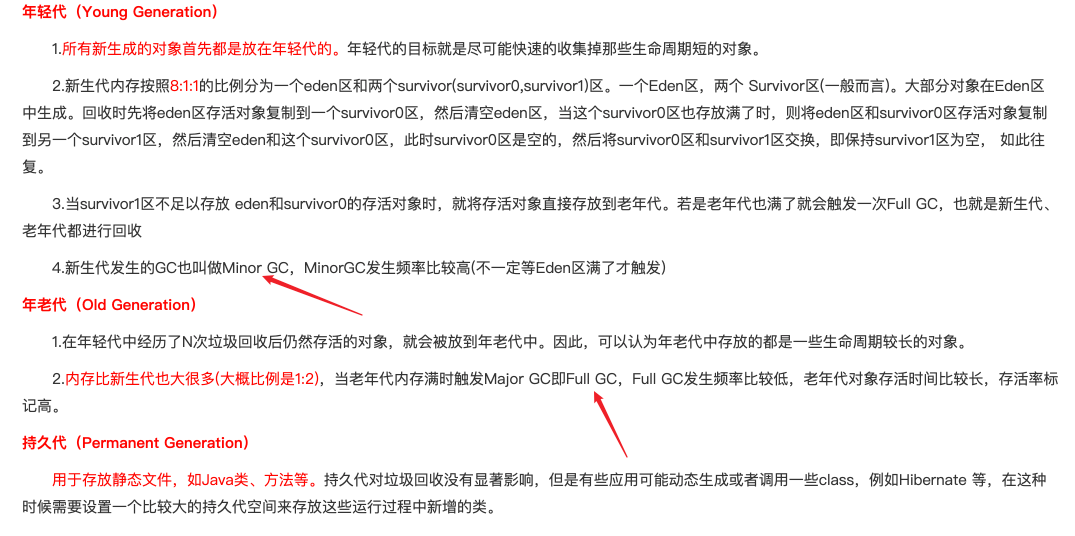 年轻代（Young Generation）
1.所有新生成的对象首先都是放在年轻代的。年轻代的目标就是尽可能快速的收集掉那些生命周期短的对象。
2.新生代内存按照8:1:1的比例分为一个eden区和两个survivor(survivor0,survivor1)区。一个Eden区，两个 Survivor区(一般而言)。大部分对象在Eden区
中生成。回收时先将eden区存活对象复制到一个survivor0区，然后清空eden区，当这个survivor0区也存放满了时，则将eden区和survivor0区存活对象复制
到另一个survivor1区，然后清空eden和这个survivor0区，此时survivor0区是空的，然后将survivor0区和survivor1区交换，即保持survivor1区为空， 如此往
复。
3.当survivor1区不足以存放 eden和survivor0的存活对象时，就将存活对象直接存放到老年代。若是老年代也满了就会触发一次Full GC，也就是新生代、
老年代都进行回收
4.新生代发生的GC也叫做Minor GC，MinorGC发生频率比较高(不一定等Eden区满了才触发)
年老代（Old Generation）
1.在年轻代中经历了N次垃圾回收后仍然存活的对象，就会被放到年老代中。因此，可以认为年老代中存放的都是一些生命周期较长的对象。
2.内存比新生代也大很多(大概比例是1:2)，当老年代内存满时触发Major GC即Full GC，Full GC发生频率比较低，老年代对象存活时间比较长，存活率标
记高。
持久代（Permanent Generation）
用于存放静态文件，如Java类、方法等。持久代对垃圾回收没有显著影响，但是有些应用可能动态生成或者调用一些class，例如Hibernate 等，在这种
时候需要设置一个比较大的持久代空间来存放这些运行过程中新增的类。